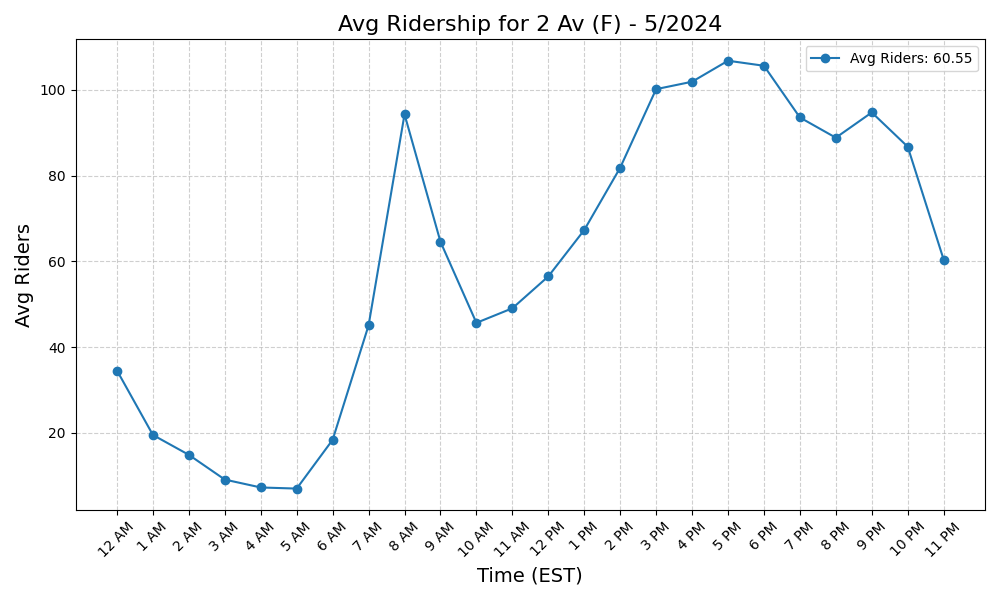 Avg Ridership for 2 Av (F) - 5/2024
Avg Riders: 60.55
Avg Riders
100
80
60
40
20
12 AM
1 AM
2 AM
3 AM
4 AM
5 AM
6 AM
7 AM
8 AM
9 AM
10 AM
11 AM
12 PM
1 PM
2 PM
3 PM
4 PM
5 PM
6 PM
7 PM
8 PM
9 PM
10 PM
11 PM
Time (EST)